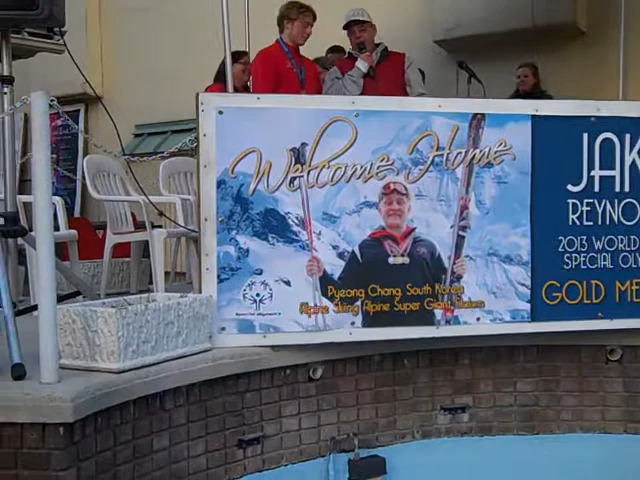 Welcome Home
Pyeong Chang, South Korea
Alpine Skiing Alpine Super Giant, Slalom
JAK
REYNO
2013 WORLD
SPECIAL OLY
GOLD ME